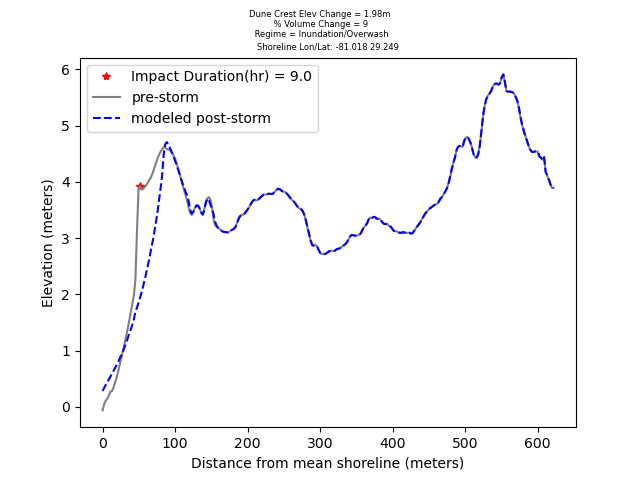 Dune Crest Elev Change = 1.98m
% Volume Change = 9
Regime = Inundation/Overwash
Shoreline Lon/Lat: -81.018 29.249
Impact Duration(hr) = 9.0
pre-storm
modeled post-storm
6
5
4
3
2
1
0
Elevation (meters)
0 100 200 300 400 500 600
Distance from mean shoreline (meters)